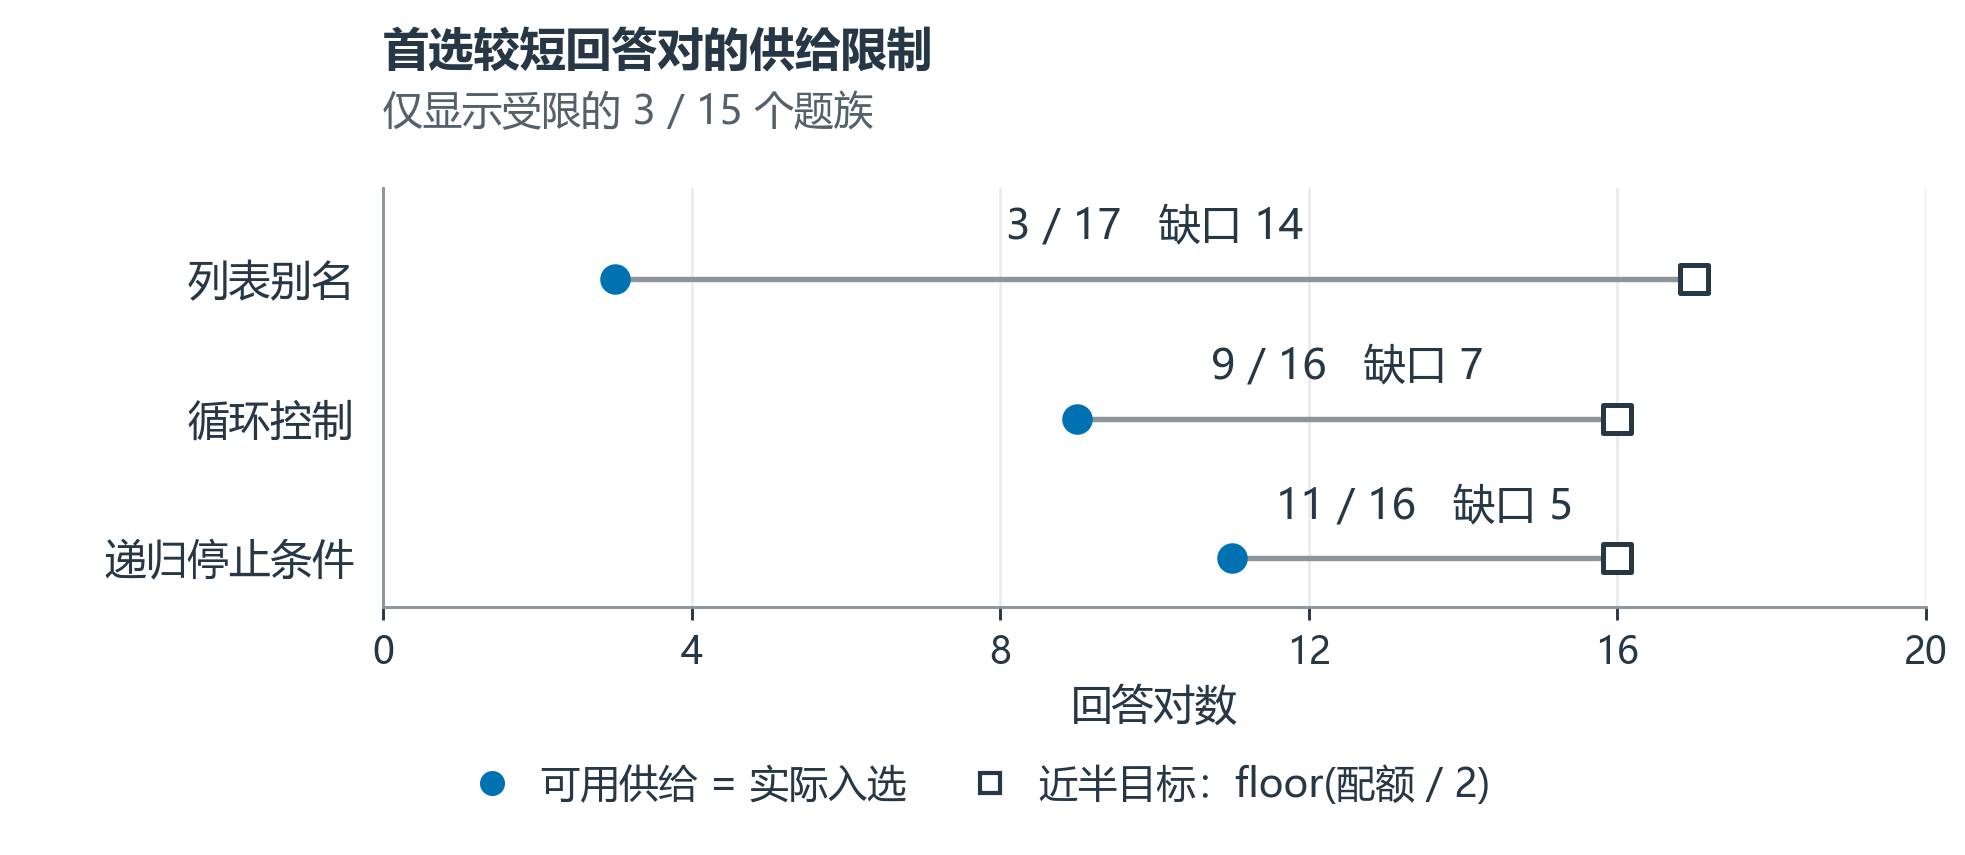 首选较短回答对的供给限制
仅显示受限的 3 / 15 个题族
3 / 17 缺口 14
列表别名
9 / 16 缺口 7
循环控制
11 / 16 缺口 5
递归停止条件
0 4 8 12 16 20
回答对数
可用供给 = 实际入选 近半目标：floor(配额 / 2)